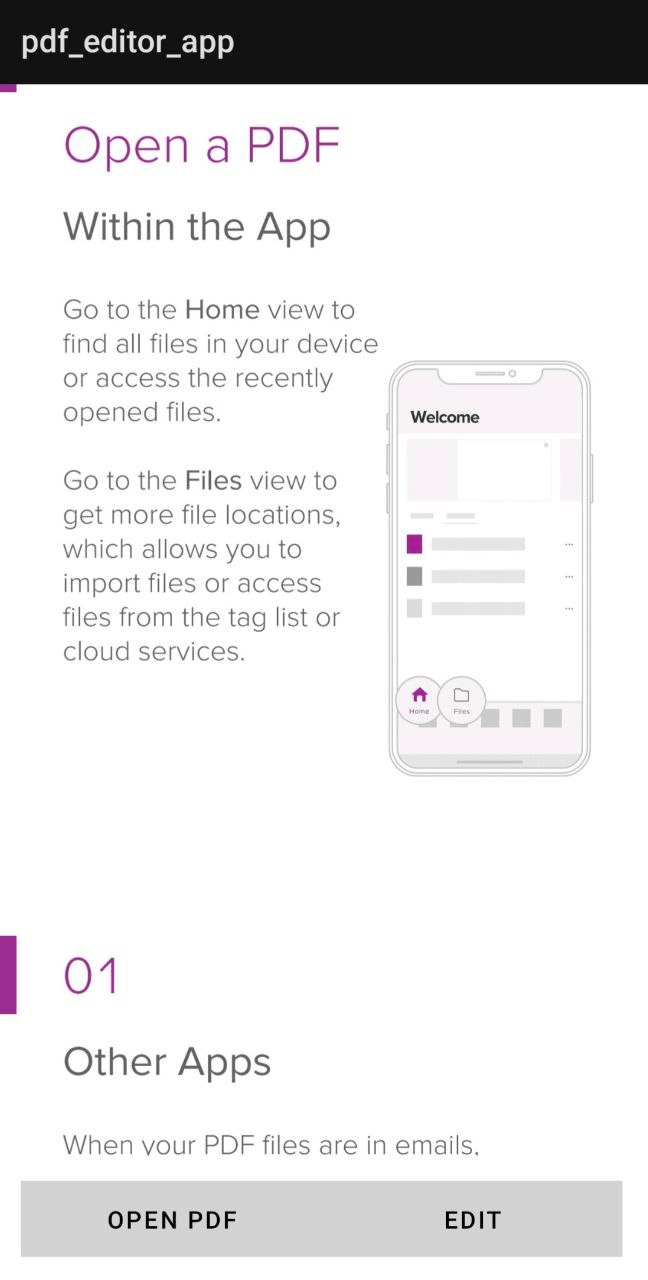 pdf_editor_app
Open a PDF
Within the App
Go to the Home view to
find all files in your device
or access the recently
opened files.
Go to the Files view to
get more file locations,
which allows you to
import files or access
files from the tag list or
cloud services.
Welcome
Home
Files
01
Other Apps
When your PDF files are in emails,
OPEN PDF
EDIT